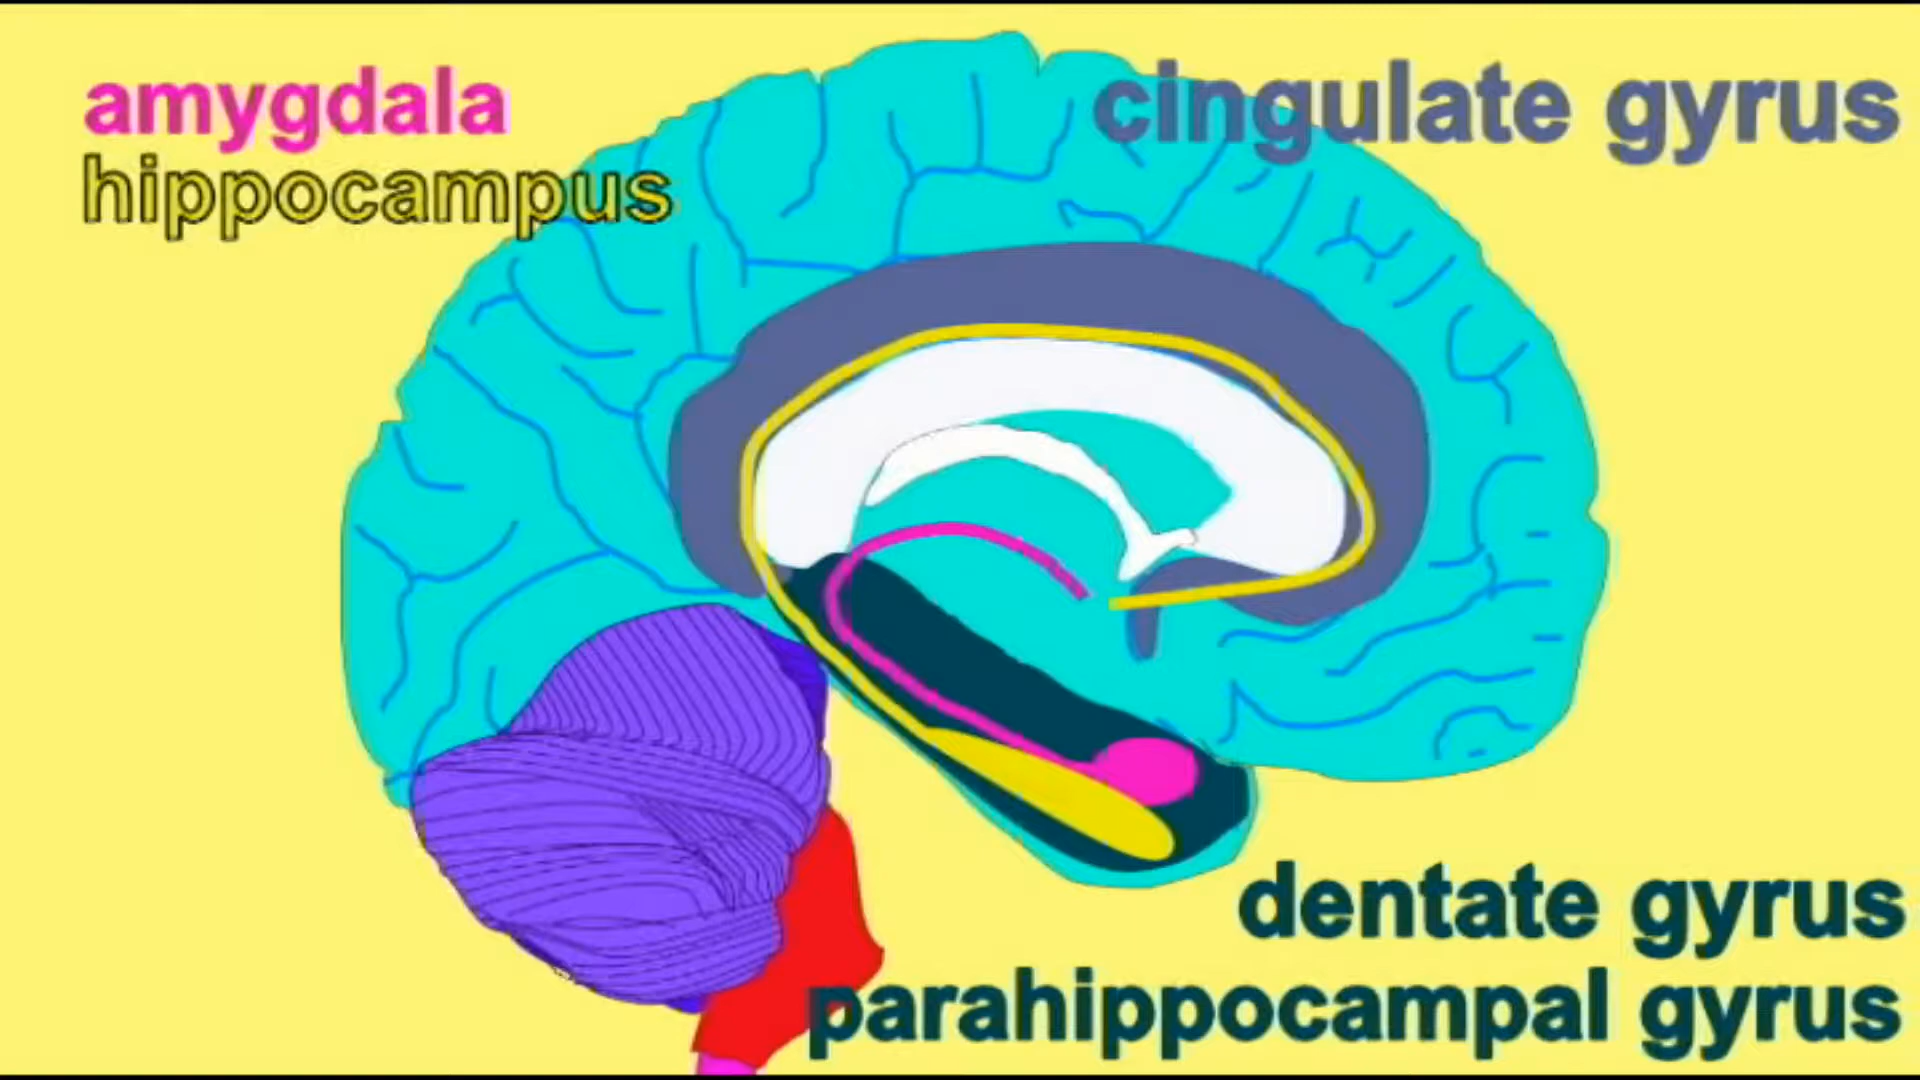 amygdala
hippocampus
cingulate gyrus
dentate gyrus
parahippocampal gyrus